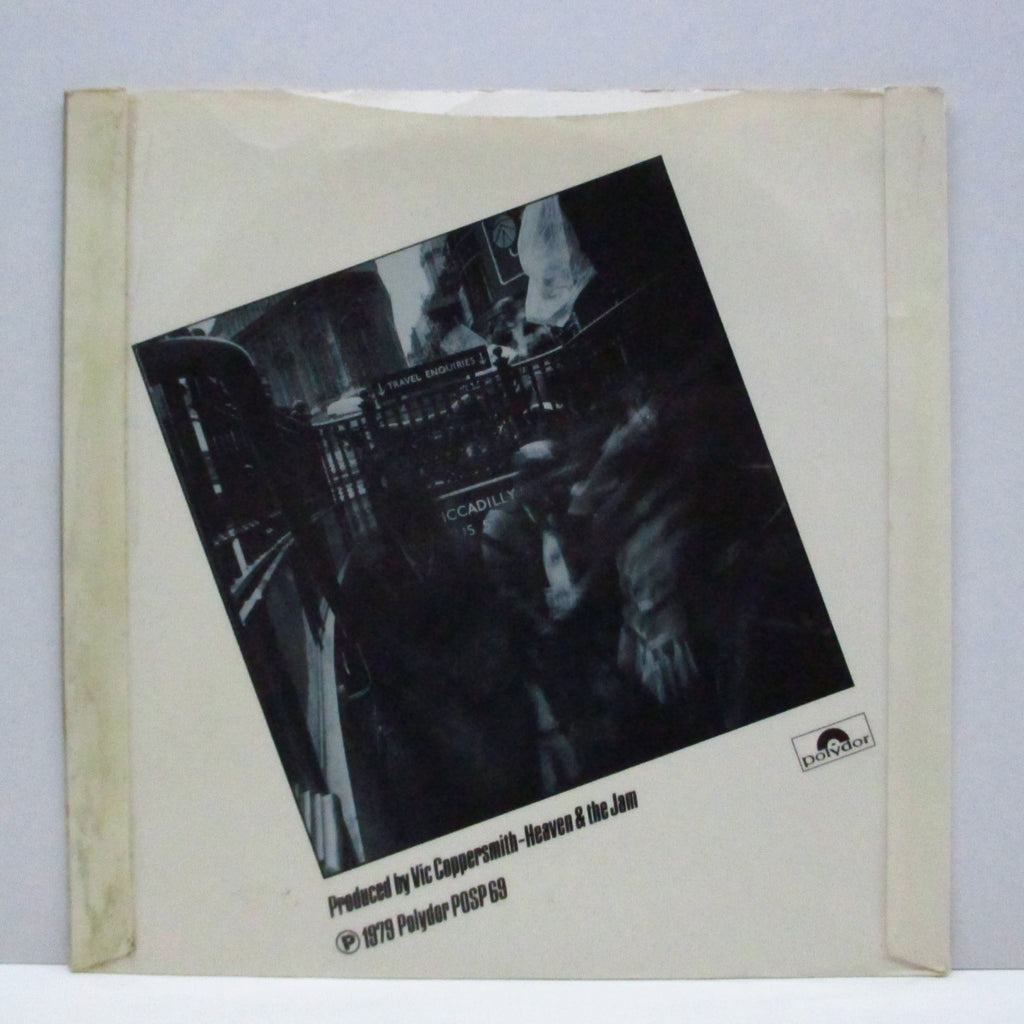 ↓ TRAVEL ENQUIRIES ↓
ICCADILLY
polydor
Produced by Vic Coppersmith-Heaven & the Jam
Ⓟ 1979 Polydor POSP 69